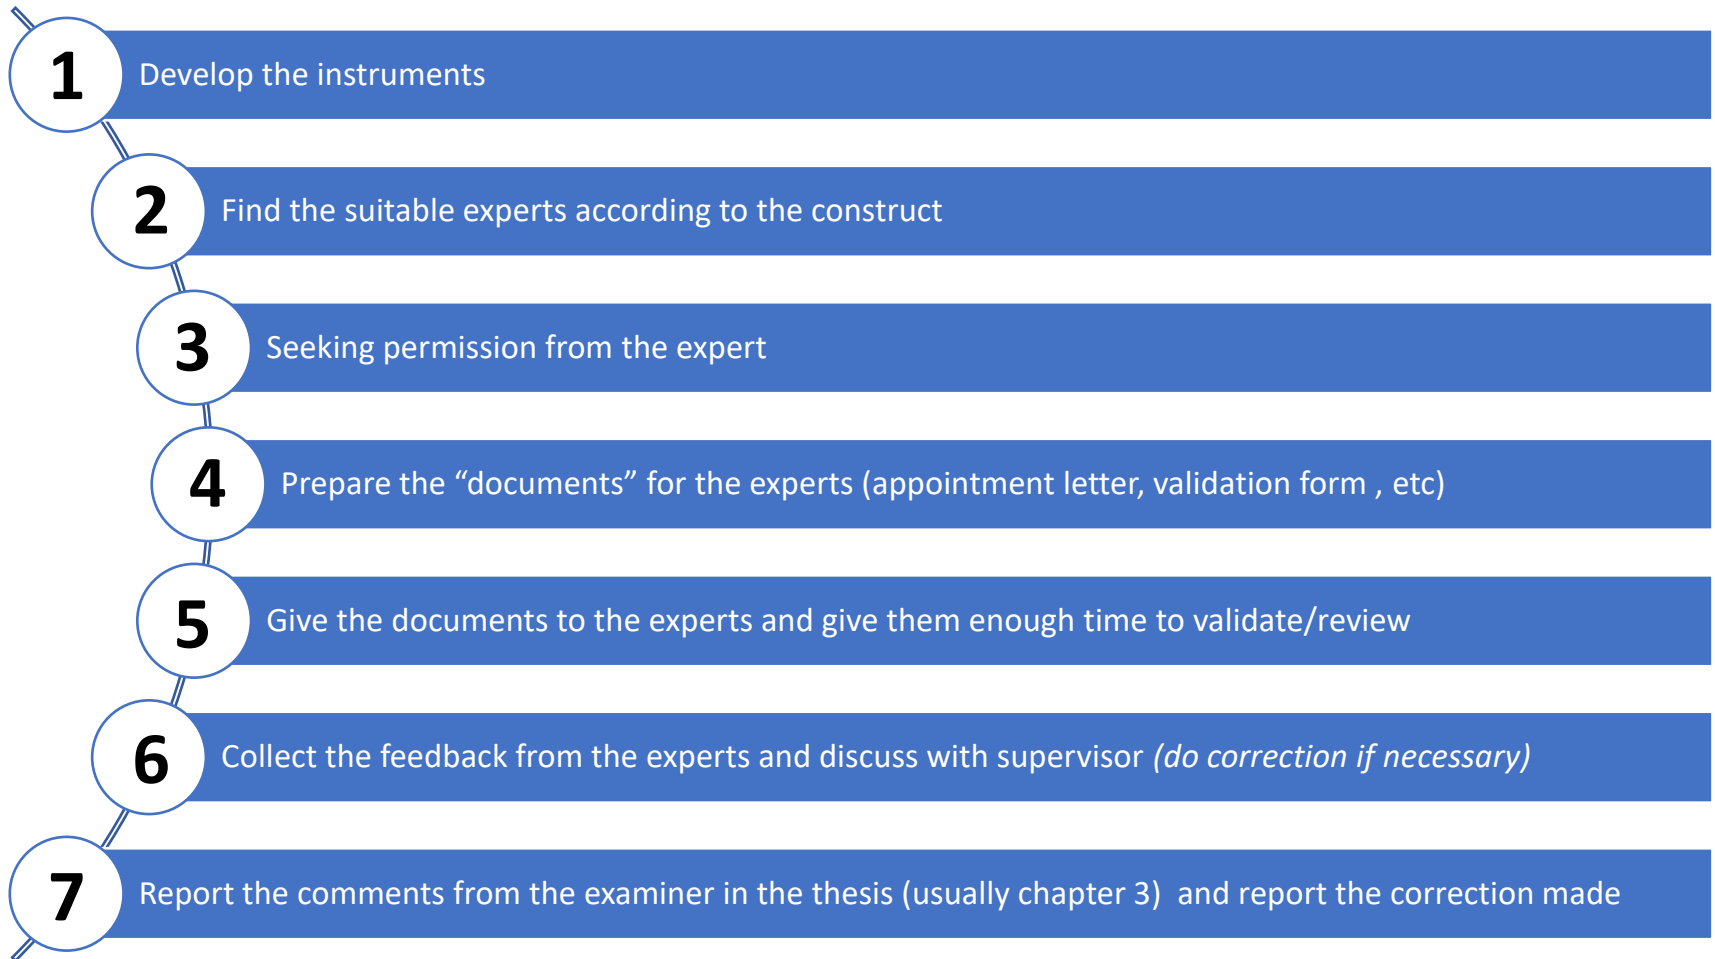 1 Develop the instruments
2 Find the suitable experts according to the construct
3 Seeking permission from the expert
4 Prepare the “documents” for the experts (appointment letter, validation form , etc)
5 Give the documents to the experts and give them enough time to validate/review
6 Collect the feedback from the experts and discuss with supervisor (do correction if necessary)
7 Report the comments from the examiner in the thesis (usually chapter 3)  and report the correction made